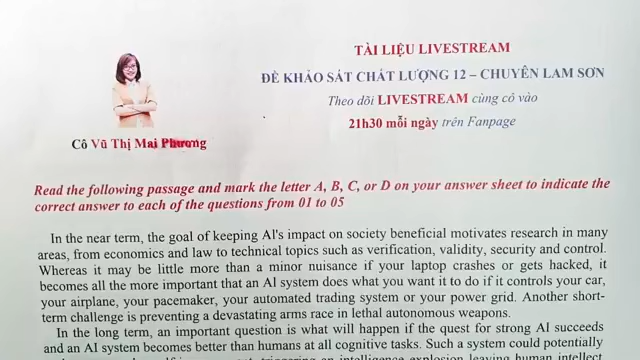 TÀI LIỆU LIVESTREAM
ĐỀ KHẢO SÁT CHẤT LƯỢNG 12 – CHUYÊN LAM SƠN
Theo dõi LIVESTREAM cùng cô vào
21h30 mỗi ngày trên Fanpage
Cô Vũ Thị Mai Phương
Read the following passage and mark the letter A, B, C, or D on your answer sheet to indicate the
correct answer to each of the questions from 01 to 05
In the near term, the goal of keeping AI's impact on society beneficial motivates research in many
areas, from economics and law to technical topics such as verification, validity, security and control.
Whereas it may be little more than a minor nuisance if your laptop crashes or gets hacked, it
becomes all the more important that an AI system does what you want it to do if it controls your car,
your airplane, your pacemaker, your automated trading system or your power grid. Another short-
term challenge is preventing a devastating arms race in lethal autonomous weapons.
In the long term, an important question is what will happen if the quest for strong AI succeeds
and an AI system becomes better than humans at all cognitive tasks. Such a system could potentially
triggering an intelligence explosion leaving human intellect